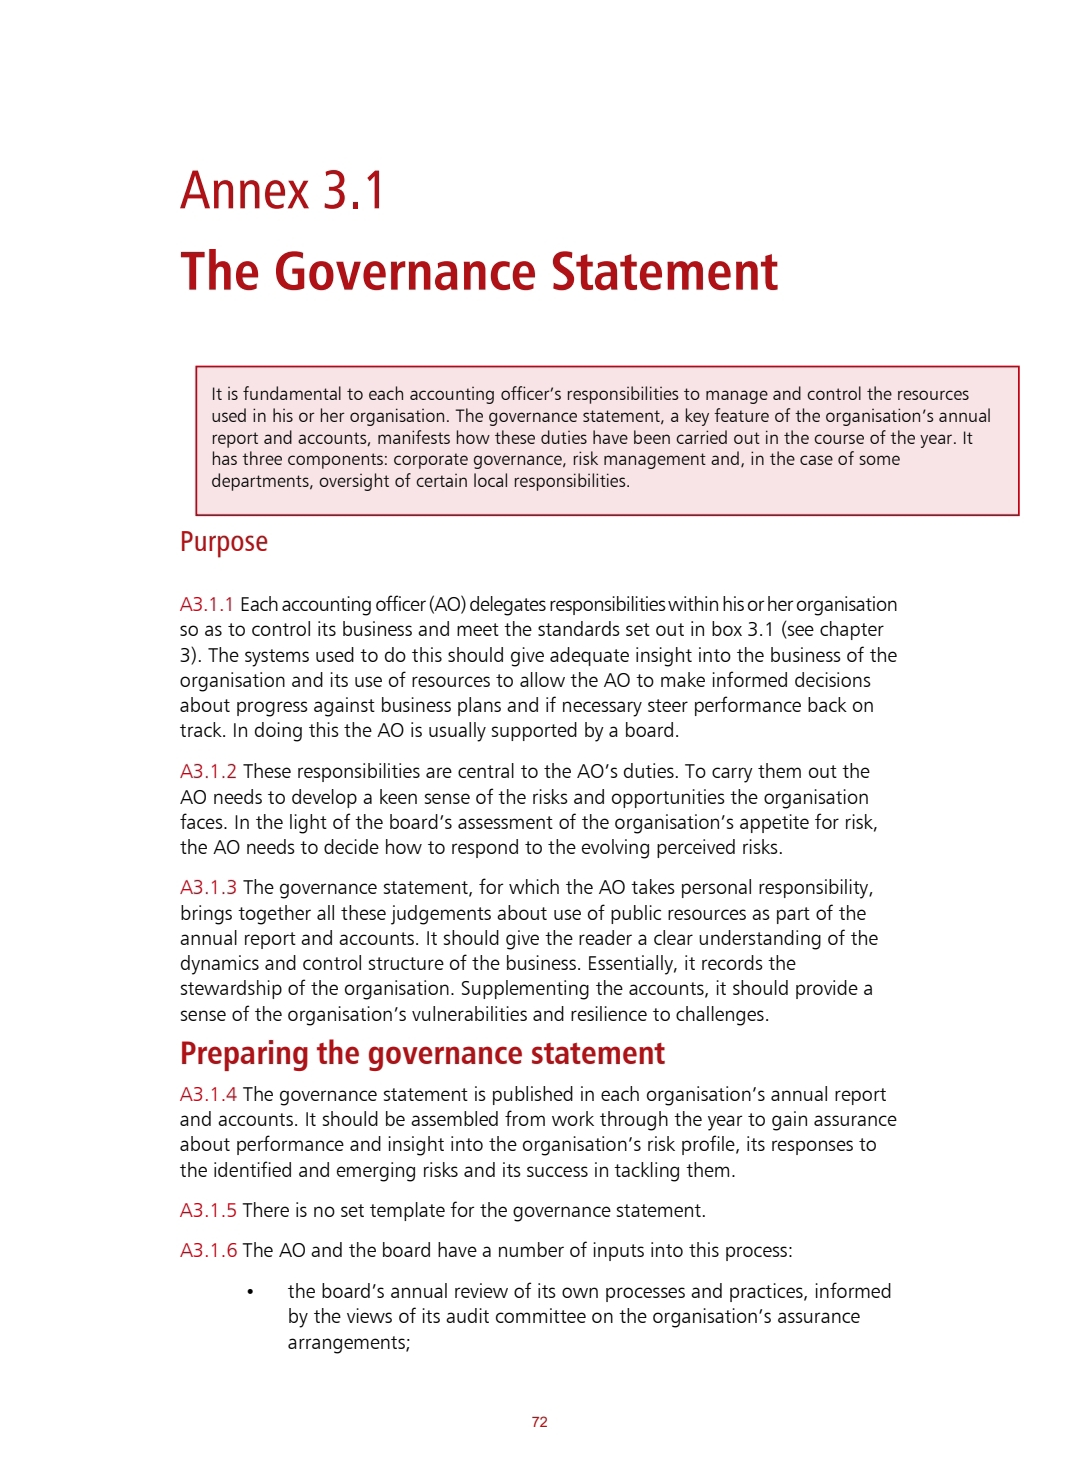 Annex 3.1
The Governance Statement
It is fundamental to each accounting officer’s responsibilities to manage and control the resources
used in his or her organisation. The governance statement, a key feature of the organisation’s annual
report and accounts, manifests how these duties have been carried out in the course of the year. It
has three components: corporate governance, risk management and, in the case of some
departments, oversight of certain local responsibilities.
Purpose
A3.1.1 Each accounting officer (AO) delegates responsibilities within his or her organisation
so as to control its business and meet the standards set out in box 3.1 (see chapter
3). The systems used to do this should give adequate insight into the business of the
organisation and its use of resources to allow the AO to make informed decisions
about progress against business plans and if necessary steer performance back on
track. In doing this the AO is usually supported by a board.
A3.1.2 These responsibilities are central to the AO’s duties. To carry them out the
AO needs to develop a keen sense of the risks and opportunities the organisation
faces. In the light of the board’s assessment of the organisation’s appetite for risk,
the AO needs to decide how to respond to the evolving perceived risks.
A3.1.3 The governance statement, for which the AO takes personal responsibility,
brings together all these judgements about use of public resources as part of the
annual report and accounts. It should give the reader a clear understanding of the
dynamics and control structure of the business. Essentially, it records the
stewardship of the organisation. Supplementing the accounts, it should provide a
sense of the organisation’s vulnerabilities and resilience to challenges.
Preparing the governance statement
A3.1.4 The governance statement is published in each organisation’s annual report
and accounts. It should be assembled from work through the year to gain assurance
about performance and insight into the organisation’s risk profile, its responses to
the identified and emerging risks and its success in tackling them.
A3.1.5 There is no set template for the governance statement.
A3.1.6 The AO and the board have a number of inputs into this process:
• the board’s annual review of its own processes and practices, informed
by the views of its audit committee on the organisation’s assurance
arrangements;
72